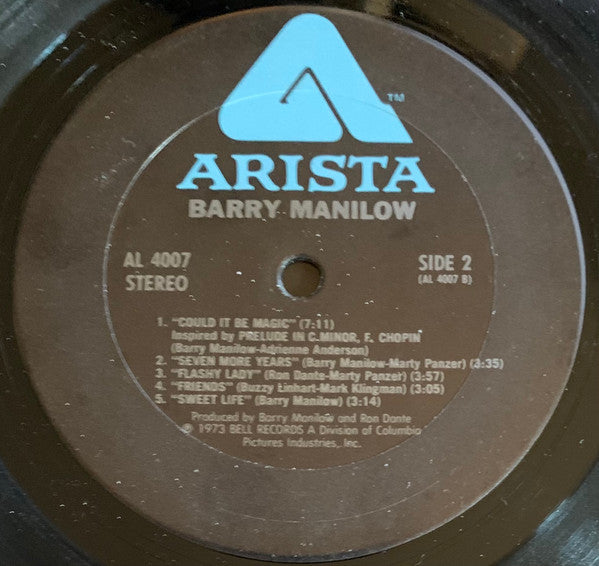 TM
ARISTA
BARRY MANILOW
AL 4007
STEREO
SIDE 2
(AL 4007 B)
1. "COULD IT BE MAGIC" (7:11)
Inspired by PRELUDE IN C MINOR, F. CHOPIN
(Barry Manilow-Adrienne Anderson)
2. "SEVEN MORE YEARS" (Barry Manilow-Marty Panzer) (3:35)
3. "FLASHY LADY" (Ron Dante-Marty Panzer) (3:57)
4. "FRIENDS" (Buzzy Linhart-Mark Klingman) (3:05)
5. "SWEET LIFE" (Barry Manilow) (3:14)
Produced by Barry Manilow and Ron Dante
℗ 1973 BELL RECORDS A Division of Columbia
Pictures Industries, Inc.